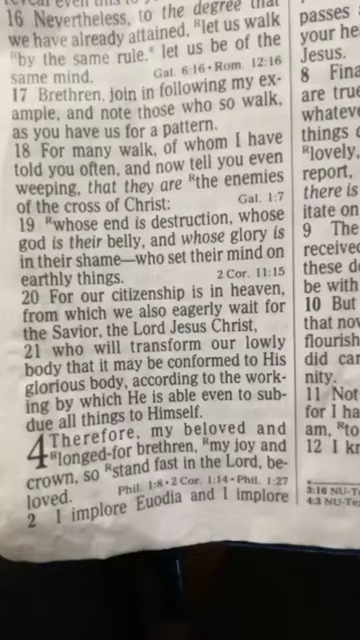 16 Nevertheless, to the degree that
we have already attained, ᴿlet us walk
ᴿby the same rule,* let us be of the
same mind. Gal. 6:16 • Rom. 12:16
17 Brethren, join in following my ex-
ample, and note those who so walk,
as you have us for a pattern.
18 For many walk, of whom I have
told you often, and now tell you even
weeping, that they are ᴿthe enemies
of the cross of Christ: Gal. 1:7
19 ᴿwhose end is destruction, whose
god is their belly, and whose glory is
in their shame—who set their mind on
earthly things. 2 Cor. 11:15
20 For our citizenship is in heaven,
from which we also eagerly wait for
the Savior, the Lord Jesus Christ,
21 who will transform our lowly
body that it may be conformed to His
glorious body, according to the work-
ing by which He is able even to sub-
due all things to Himself.
4 Therefore, my beloved and
ᴿlonged-for brethren, ᴿmy joy and
crown, so ᴿstand fast in the Lord, be-
loved. Phil. 1:8 • 2 Cor. 1:14 • Phil. 1:27
2 I implore Euodia and I implore
passes
your he
Jesus.
8 Fina
are true
whateve
things
ᴿlovely,
report,
there is
itate on
9 The
received
these do
be with
10 But
that nov
flourish
did car
nity.
11 Not
for I ha
am, ᴿto
12 I kr
3:16 NU-Te
4:3 NU-Te